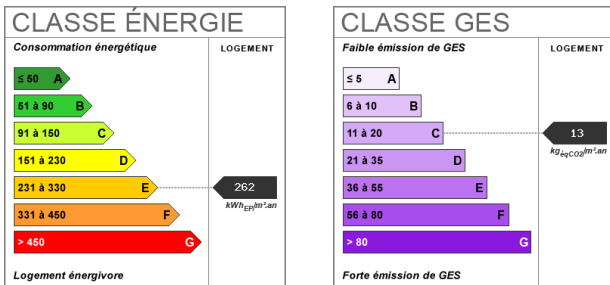 CLASSE ÉNERGIE
Consommation énergétique
LOGEMENT
≤ 50 A
51 à 90 B
91 à 150 C
151 à 230 D
231 à 330 E
262
kWhEP/m².an
331 à 450 F
> 450 G
Logement énergivore
CLASSE GES
Faible émission de GES
LOGEMENT
≤ 5 A
6 à 10 B
11 à 20 C
13
kgéqCO2/m².an
21 à 35 D
36 à 55 E
56 à 80 F
> 80 G
Forte émission de GES